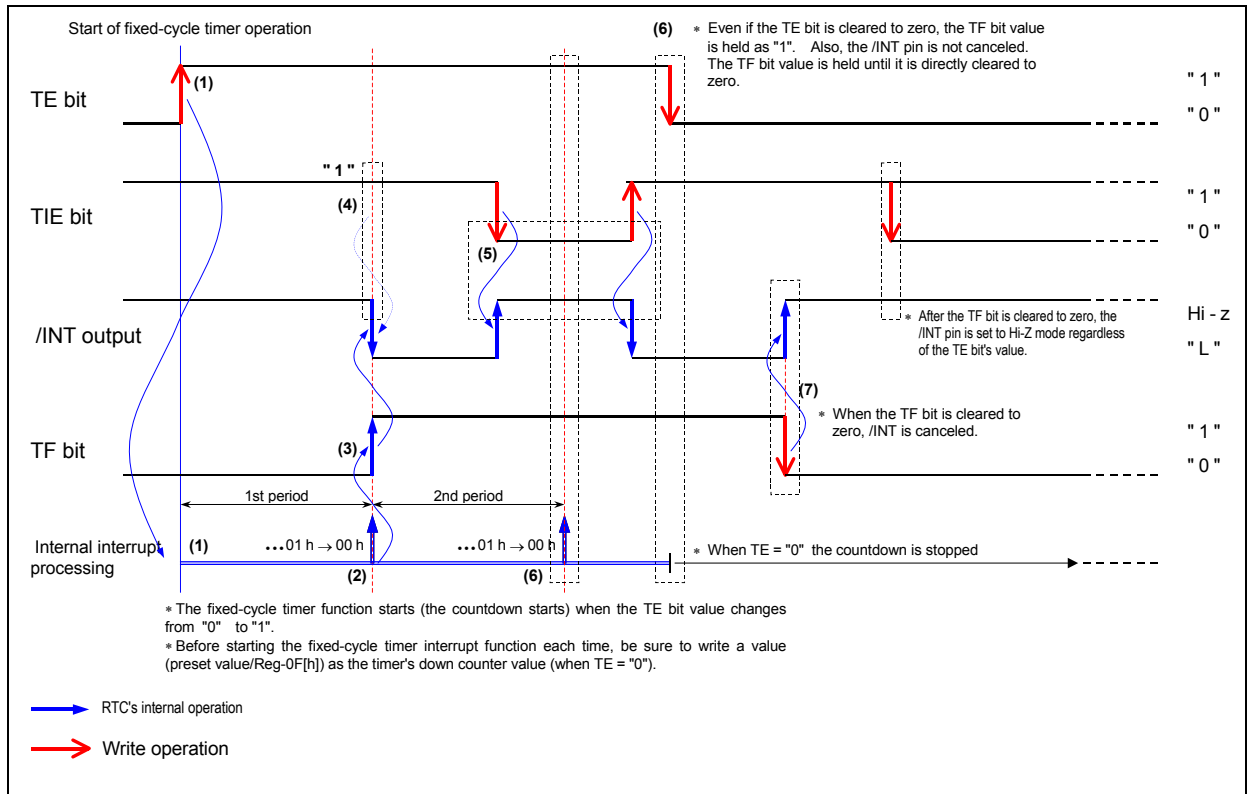 Start of fixed-cycle timer operation
(6) * Even if the TE bit is cleared to zero, the TF bit value
is held as "1". Also, the /INT pin is not canceled.
The TF bit value is held until it is directly cleared to
zero.
(1)
TE bit
" 1 "
" 0 "
" 1 "
(4)
TIE bit
" 1 "
" 0 "
(5)
/INT output
Hi - z
" L "
* After the TF bit is cleared to zero, the
/INT pin is set to Hi-Z mode regardless
of the TE bit's value.
(7)
* When the TF bit is cleared to
zero, /INT is canceled.
(3)
TF bit
" 1 "
" 0 "
1st period
2nd period
Internal interrupt
processing
(1)
•••01 h → 00 h
•••01 h → 00 h
(2)
(6)
* When TE = "0" the countdown is stopped
* The fixed-cycle timer function starts (the countdown starts) when the TE bit value changes
from "0" to "1".
* Before starting the fixed-cycle timer interrupt function each time, be sure to write a value
(preset value/Reg-0F[h]) as the timer's down counter value (when TE = "0").
RTC's internal operation
Write operation